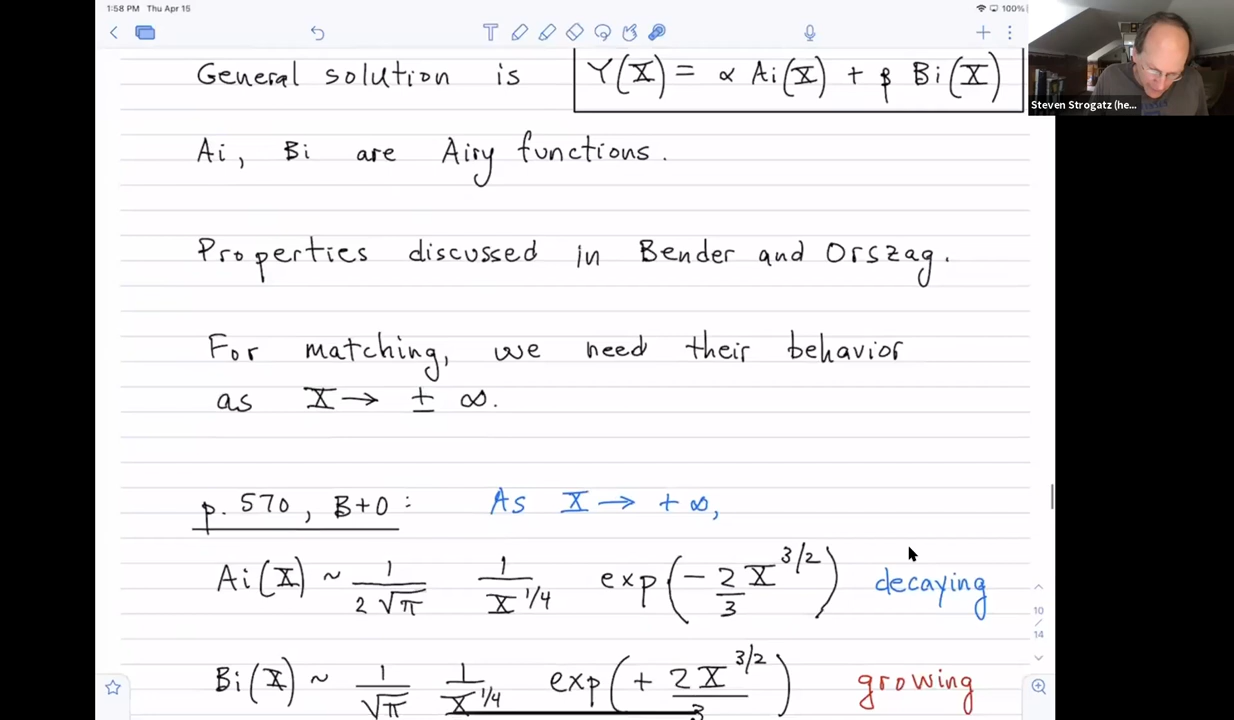 1:58 PM Thu Apr 15
100%
Steven Strogatz (he...
General solution is Y(X) = α Ai(X) + β Bi(X)
Ai, Bi are Airy functions.
Properties discussed in Bender and Orszag.
For matching, we need their behavior
as X → ± ∞.
p. 570, B+O: As X → + ∞,
Ai(X) ~ 1/(2√π) 1/X^(1/4) exp(-2/3 X^(3/2)) decaying
Bi(X) ~ 1/√π 1/X^(1/4) exp(+ 2X^(3/2)/3) growing
10
/
14